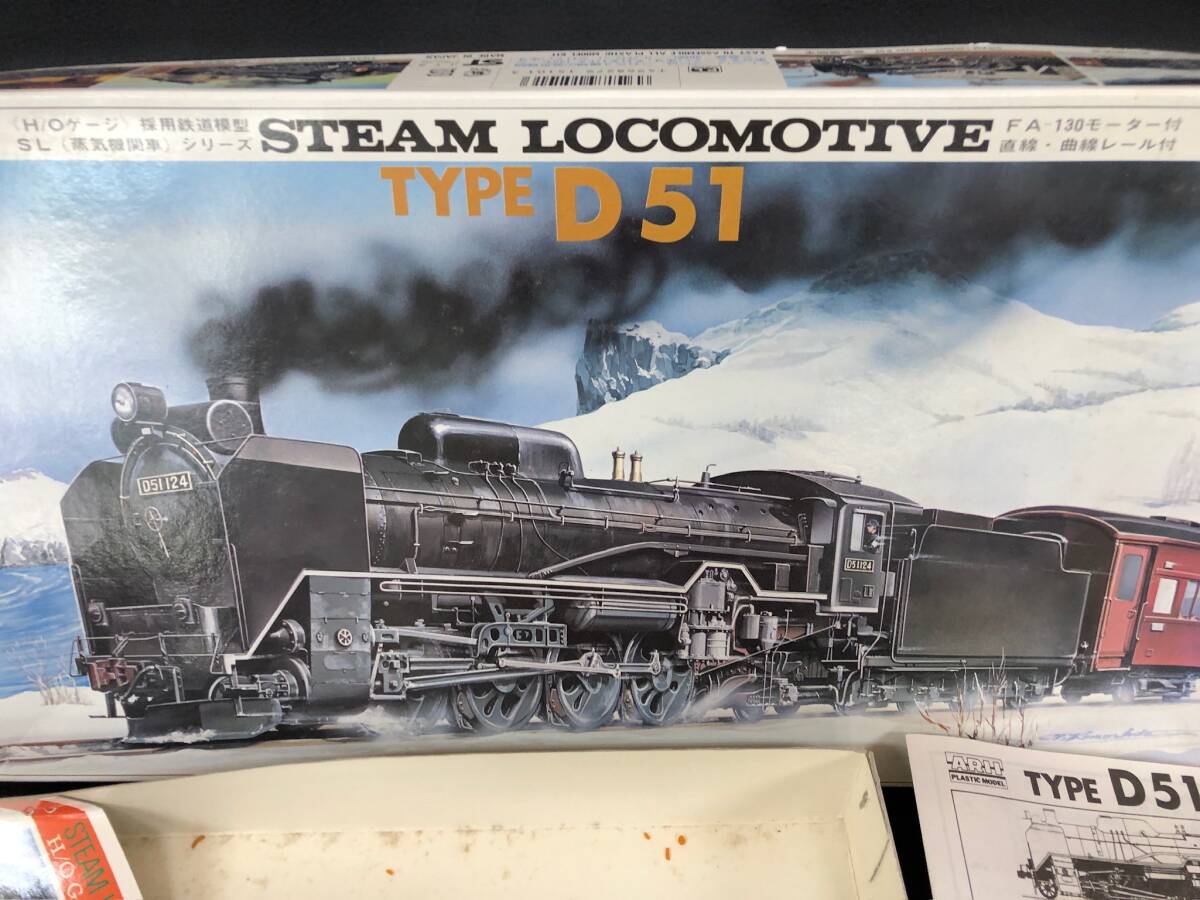 〈H/Oゲージ〉採用鉄道模型
SL（蒸気機関車）シリーズ
STEAM LOCOMOTIVE
FA-130モーター付
直線・曲線レール付
TYPE D51
D51124
D51124
ARII
PLASTIC MODEL
TYPE D51
STEAM
H/O G